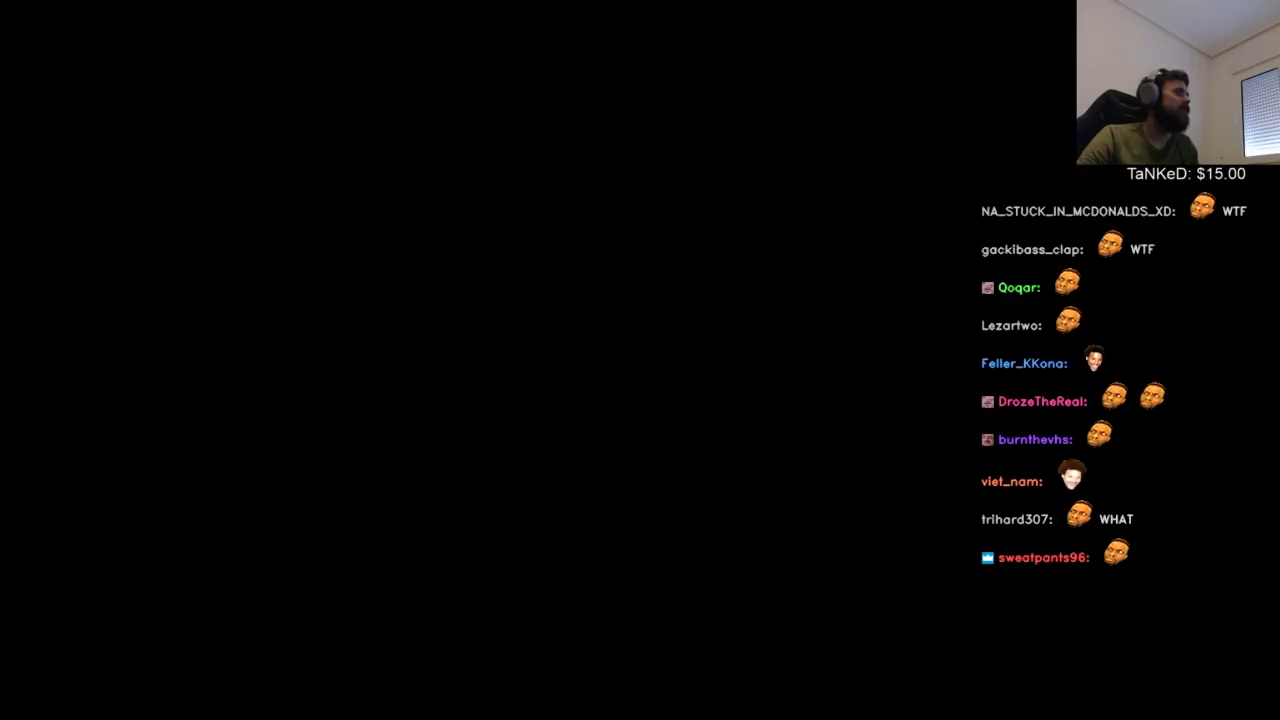 TaNKeD: $15.00
NA_STUCK_IN_MCDONALDS_XD: WTF
gackibass_clap: WTF
Qoqar:
Lezartwo:
Feller_KKona:
DrozeTheReal:
burnthevhs:
viet_nam:
trihard307: WHAT
sweatpants96: